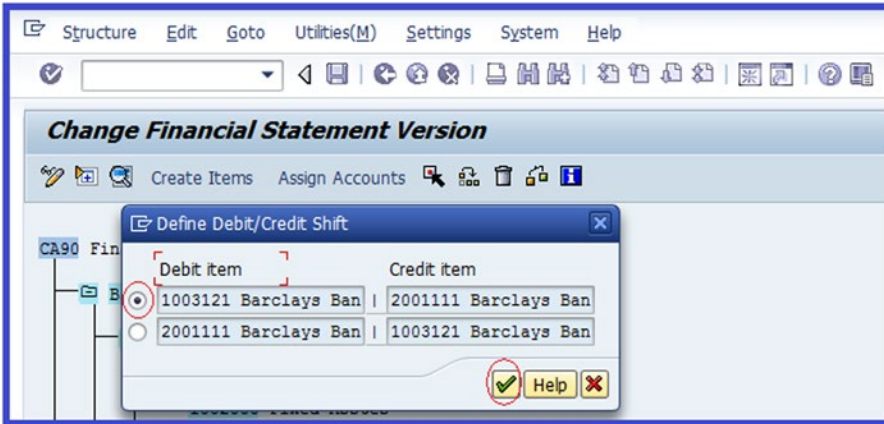 Structure Edit Goto Utilities(M) Settings System Help
Change Financial Statement Version
Create Items Assign Accounts
Define Debit/Credit Shift
CA90 Fin
Debit item Credit item
B
1003121 Barclays Ban | 2001111 Barclays Ban
2001111 Barclays Ban | 1003121 Barclays Ban
Help